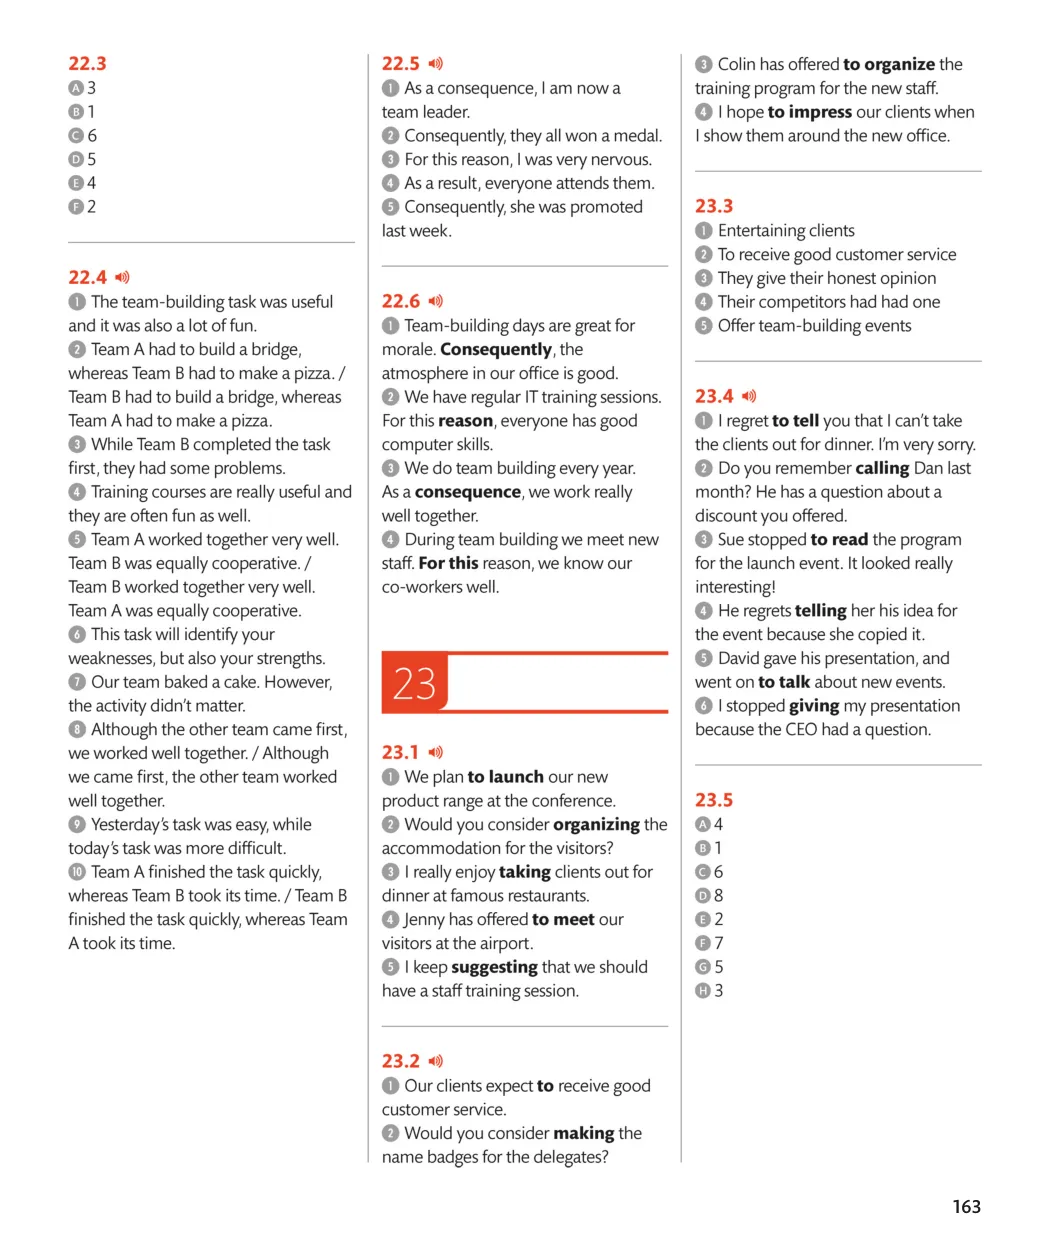 22.3
A 3
B 1
C 6
D 5
E 4
F 2
22.4
1 The team-building task was useful
and it was also a lot of fun.
2 Team A had to build a bridge,
whereas Team B had to make a pizza. /
Team B had to build a bridge, whereas
Team A had to make a pizza.
3 While Team B completed the task
first, they had some problems.
4 Training courses are really useful and
they are often fun as well.
5 Team A worked together very well.
Team B was equally cooperative. /
Team B worked together very well.
Team A was equally cooperative.
6 This task will identify your
weaknesses, but also your strengths.
7 Our team baked a cake. However,
the activity didn't matter.
8 Although the other team came first,
we worked well together. / Although
we came first, the other team worked
well together.
9 Yesterday's task was easy, while
today's task was more difficult.
10 Team A finished the task quickly,
whereas Team B took its time. / Team B
finished the task quickly, whereas Team
A took its time.
22.5
1 As a consequence, I am now a
team leader.
2 Consequently, they all won a medal.
3 For this reason, I was very nervous.
4 As a result, everyone attends them.
5 Consequently, she was promoted
last week.
22.6
1 Team-building days are great for
morale. Consequently, the
atmosphere in our office is good.
2 We have regular IT training sessions.
For this reason, everyone has good
computer skills.
3 We do team building every year.
As a consequence, we work really
well together.
4 During team building we meet new
staff. For this reason, we know our
co-workers well.
23
23.1
1 We plan to launch our new
product range at the conference.
2 Would you consider organizing the
accommodation for the visitors?
3 I really enjoy taking clients out for
dinner at famous restaurants.
4 Jenny has offered to meet our
visitors at the airport.
5 I keep suggesting that we should
have a staff training session.
23.2
1 Our clients expect to receive good
customer service.
2 Would you consider making the
name badges for the delegates?
3 Colin has offered to organize the
training program for the new staff.
4 I hope to impress our clients when
I show them around the new office.
23.3
1 Entertaining clients
2 To receive good customer service
3 They give their honest opinion
4 Their competitors had had one
5 Offer team-building events
23.4
1 I regret to tell you that I can't take
the clients out for dinner. I'm very sorry.
2 Do you remember calling Dan last
month? He has a question about a
discount you offered.
3 Sue stopped to read the program
for the launch event. It looked really
interesting!
4 He regrets telling her his idea for
the event because she copied it.
5 David gave his presentation, and
went on to talk about new events.
6 I stopped giving my presentation
because the CEO had a question.
23.5
A 4
B 1
C 6
D 8
E 2
F 7
G 5
H 3
163